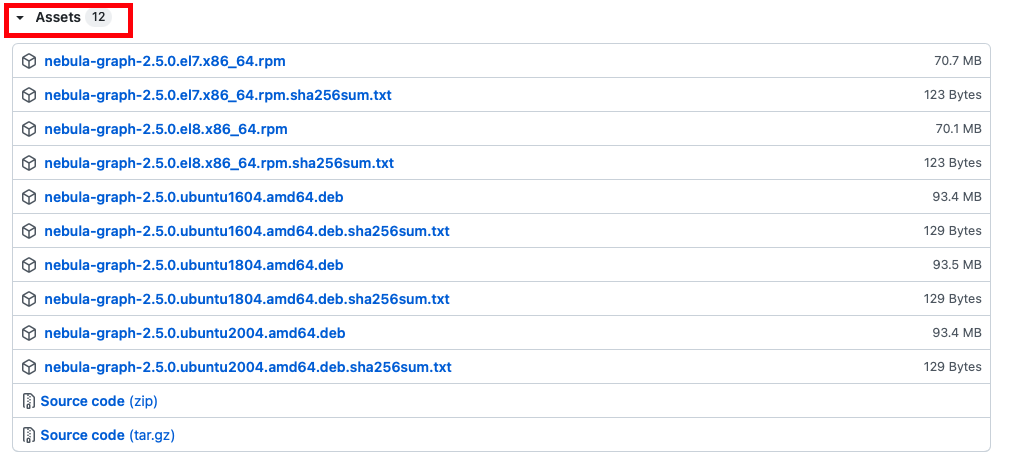 Assets 12
nebula-graph-2.5.0.el7.x86_64.rpm 70.7 MB
nebula-graph-2.5.0.el7.x86_64.rpm.sha256sum.txt 123 Bytes
nebula-graph-2.5.0.el8.x86_64.rpm 70.1 MB
nebula-graph-2.5.0.el8.x86_64.rpm.sha256sum.txt 123 Bytes
nebula-graph-2.5.0.ubuntu1604.amd64.deb 93.4 MB
nebula-graph-2.5.0.ubuntu1604.amd64.deb.sha256sum.txt 129 Bytes
nebula-graph-2.5.0.ubuntu1804.amd64.deb 93.5 MB
nebula-graph-2.5.0.ubuntu1804.amd64.deb.sha256sum.txt 129 Bytes
nebula-graph-2.5.0.ubuntu2004.amd64.deb 93.4 MB
nebula-graph-2.5.0.ubuntu2004.amd64.deb.sha256sum.txt 129 Bytes
Source code (zip)
Source code (tar.gz)